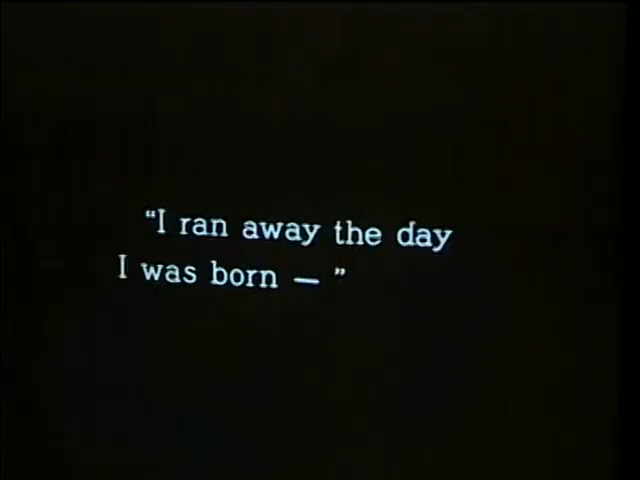 “I ran away the day
I was born — ”